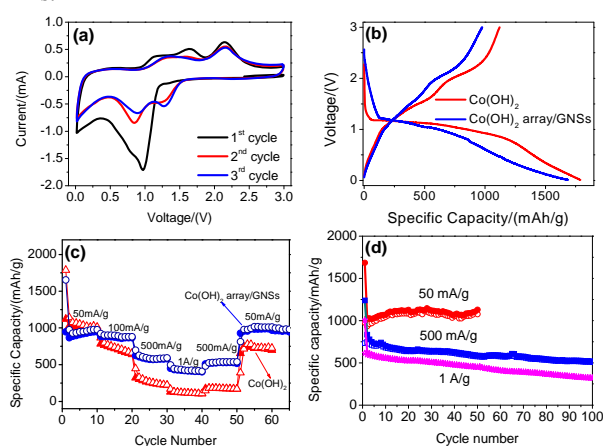 (a)
1.0
0.5
0.0
-0.5
-1.0
-1.5
-2.0
Current/(mA)
1st cycle
2nd cycle
3rd cycle
0.0 0.5 1.0 1.5 2.0 2.5 3.0
Voltage/(V)
(b)
3
2
1
0
Voltage/(V)
Co(OH)2
Co(OH)2 array/GNSs
0 500 1000 1500
Specific Capacity/(mAh/g)
(c)
2000
1500
1000
500
0
Specific Capacity/(mAh/g)
50mA/g
100mA/g
500mA/g
1A/g
500mA/g
50mA/g
Co(OH)2 array/GNSs
Co(OH)2
0 10 20 30 40 50 60
Cycle Number
(d)
2000
1500
1000
500
0
Specific capacity/mAh/g
50 mA/g
500 mA/g
1 A/g
0 10 20 30 40 50 60 70 80 90 100
Cycle number